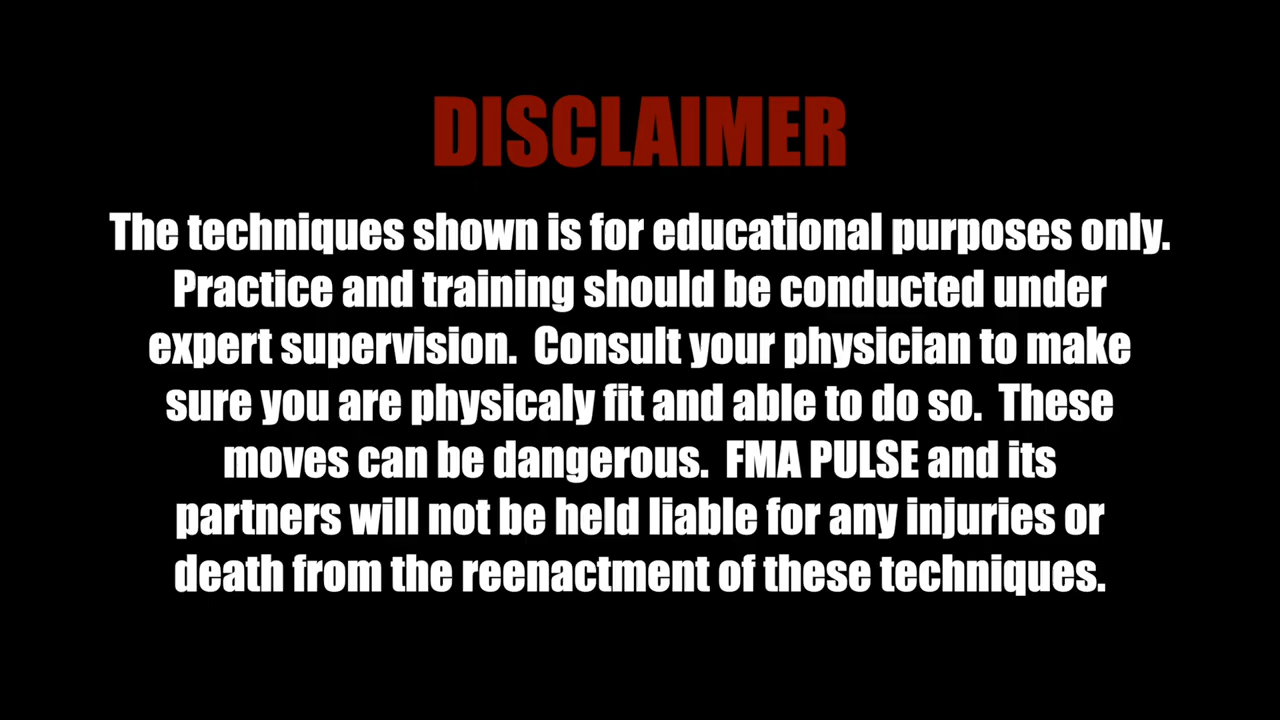 DISCLAIMER
The techniques shown is for educational purposes only.
Practice and training should be conducted under
expert supervision.  Consult your physician to make
sure you are physicaly fit and able to do so.  These
moves can be dangerous.  FMA PULSE and its
partners will not be held liable for any injuries or
death from the reenactment of these techniques.